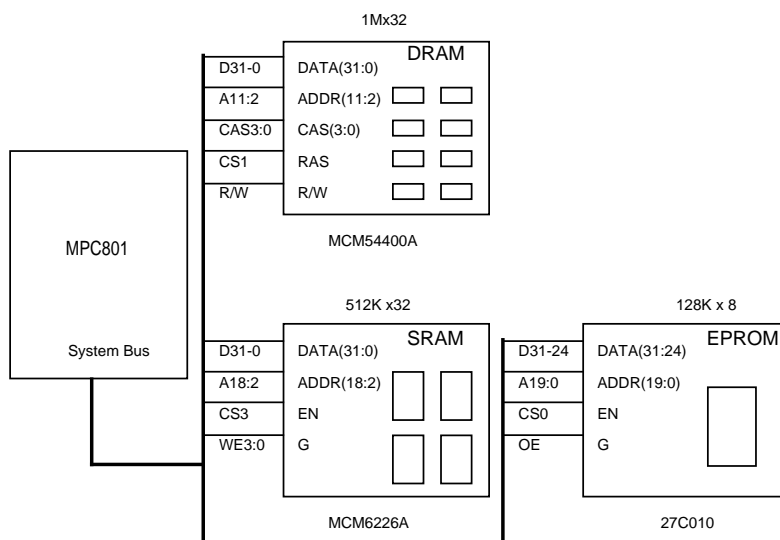 1Mx32
DRAM
D31-0 DATA(31:0)
A11:2 ADDR(11:2)
CAS3:0 CAS(3:0)
CS1 RAS
R/W R/W
MCM54400A
MPC801
System Bus
512K x32
SRAM
D31-0 DATA(31:0)
A18:2 ADDR(18:2)
CS3 EN
WE3:0 G
MCM6226A
128K x 8
EPROM
D31-24 DATA(31:24)
A19:0 ADDR(19:0)
CS0 EN
OE G
27C010